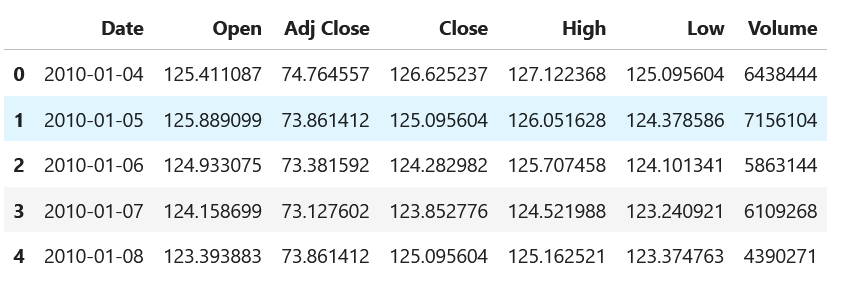 Date Open Adj Close Close High Low Volume
0 2010-01-04 125.411087 74.764557 126.625237 127.122368 125.095604 6438444
1 2010-01-05 125.889099 73.861412 125.095604 126.051628 124.378586 7156104
2 2010-01-06 124.933075 73.381592 124.282982 125.707458 124.101341 5863144
3 2010-01-07 124.158699 73.127602 123.852776 124.521988 123.240921 6109268
4 2010-01-08 123.393883 73.861412 125.095604 125.162521 123.374763 4390271